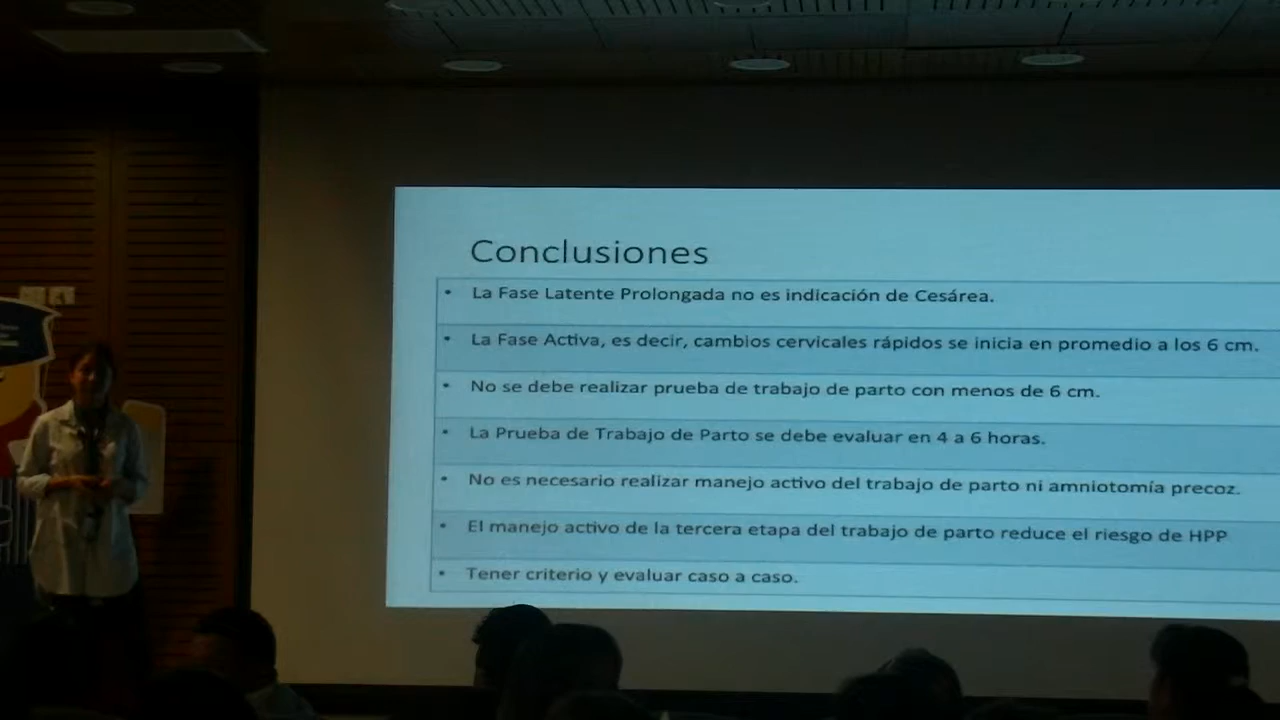 Conclusiones
• La Fase Latente Prolongada no es indicación de Cesárea.
• La Fase Activa, es decir, cambios cervicales rápidos se inicia en promedio a los 6 cm.
• No se debe realizar prueba de trabajo de parto con menos de 6 cm.
• La Prueba de Trabajo de Parto se debe evaluar en 4 a 6 horas.
• No es necesario realizar manejo activo del trabajo de parto ni amniotomía precoz.
• El manejo activo de la tercera etapa del trabajo de parto reduce el riesgo de HPP
• Tener criterio y evaluar caso a caso.